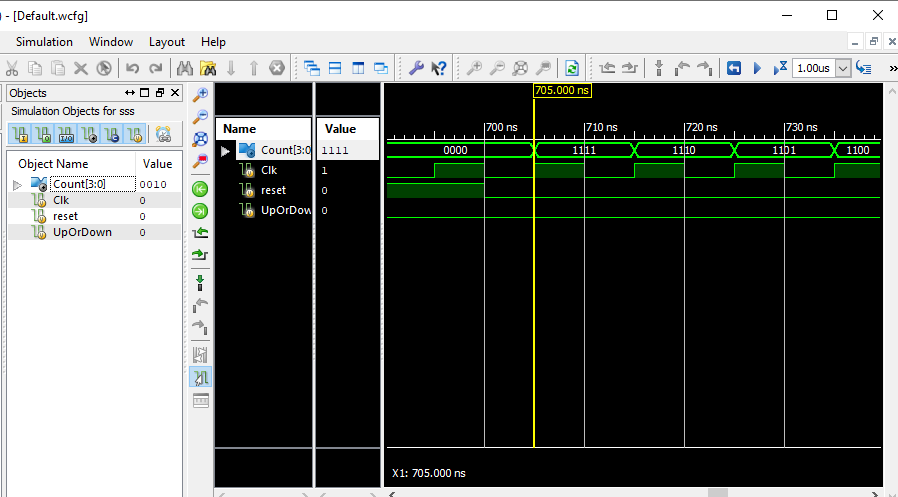 ) - [Default.wcfg]
Simulation Window Layout Help
1.00us
»
Objects
Simulation Objects for sss
Object Name Value
Count[3:0] 0010
Clk 0
reset 0
UpOrDown 0
Name Value
Count[3:0 1111
Clk 1
reset 0
UpOrDow 0
705.000 ns
700 ns 710 ns 720 ns 730 ns
0000 1111 1110 1101 1100
X1: 705.000 ns